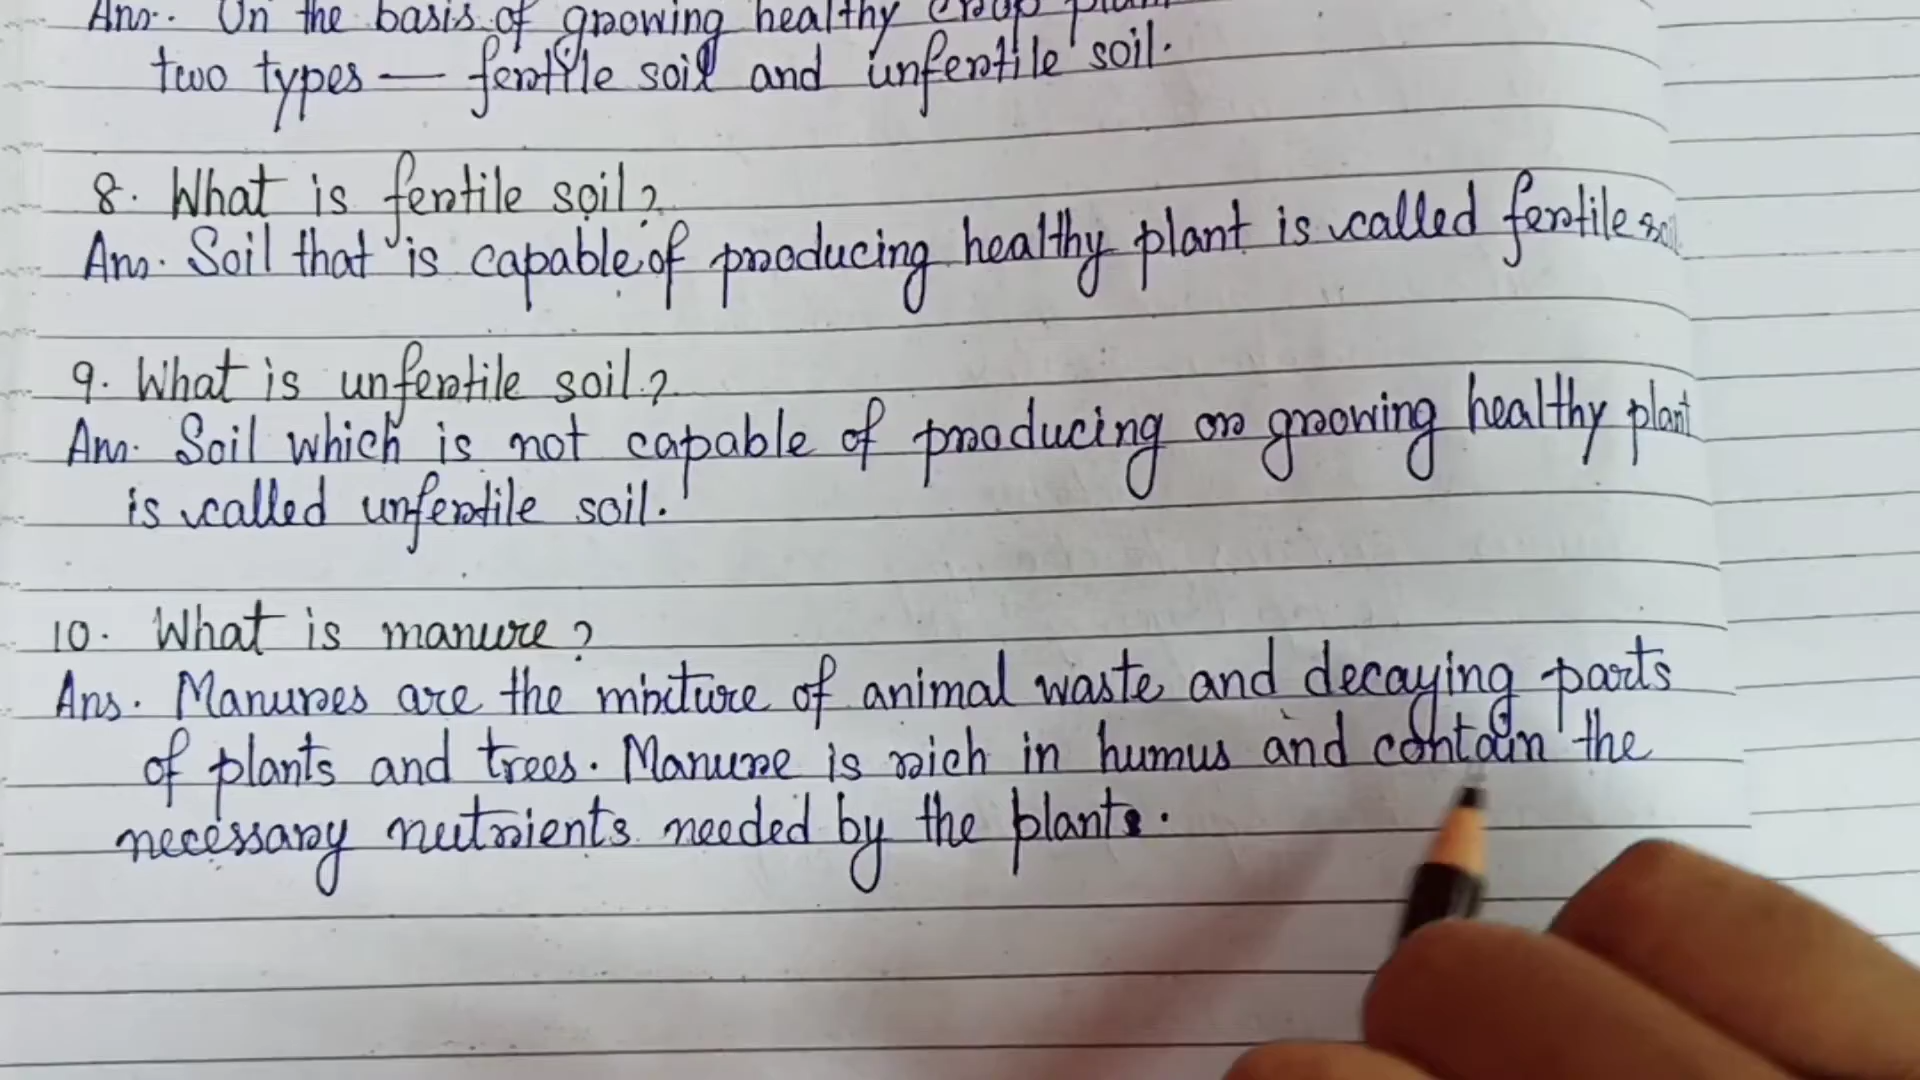 Ans. On the basis of growing healthy crop plant
two types — fertile soil and unfertile soil.
8. What is fertile soil?
Ans. Soil that is capable of producing healthy plant is called fertile soil
9. What is unfertile soil?
Ans. Soil which is not capable of producing or growing healthy plant
is called unfertile soil.
10. What is manure?
Ans. Manures are the mixture of animal waste and decaying parts
of plants and trees. Manure is rich in humus and contain the
necessary nutrients needed by the plants.